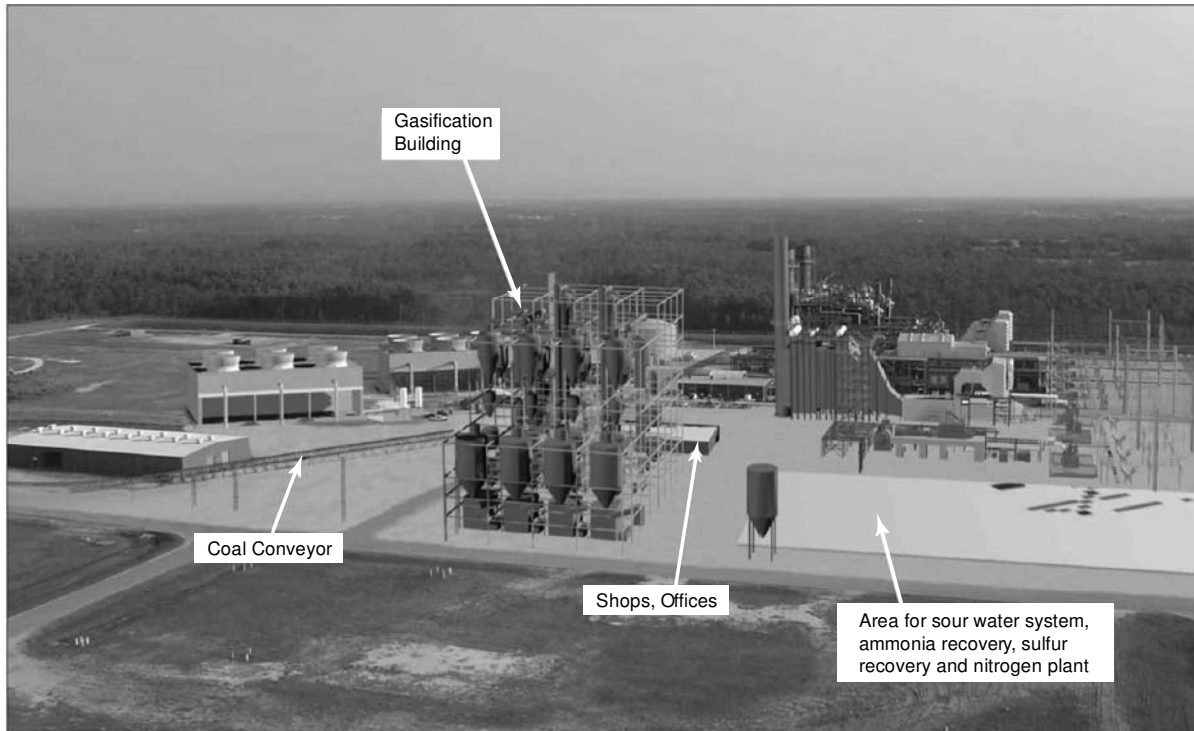 Gasification
Building
Coal Conveyor
Shops, Offices
Area for sour water system,
ammonia recovery, sulfur
recovery and nitrogen plant